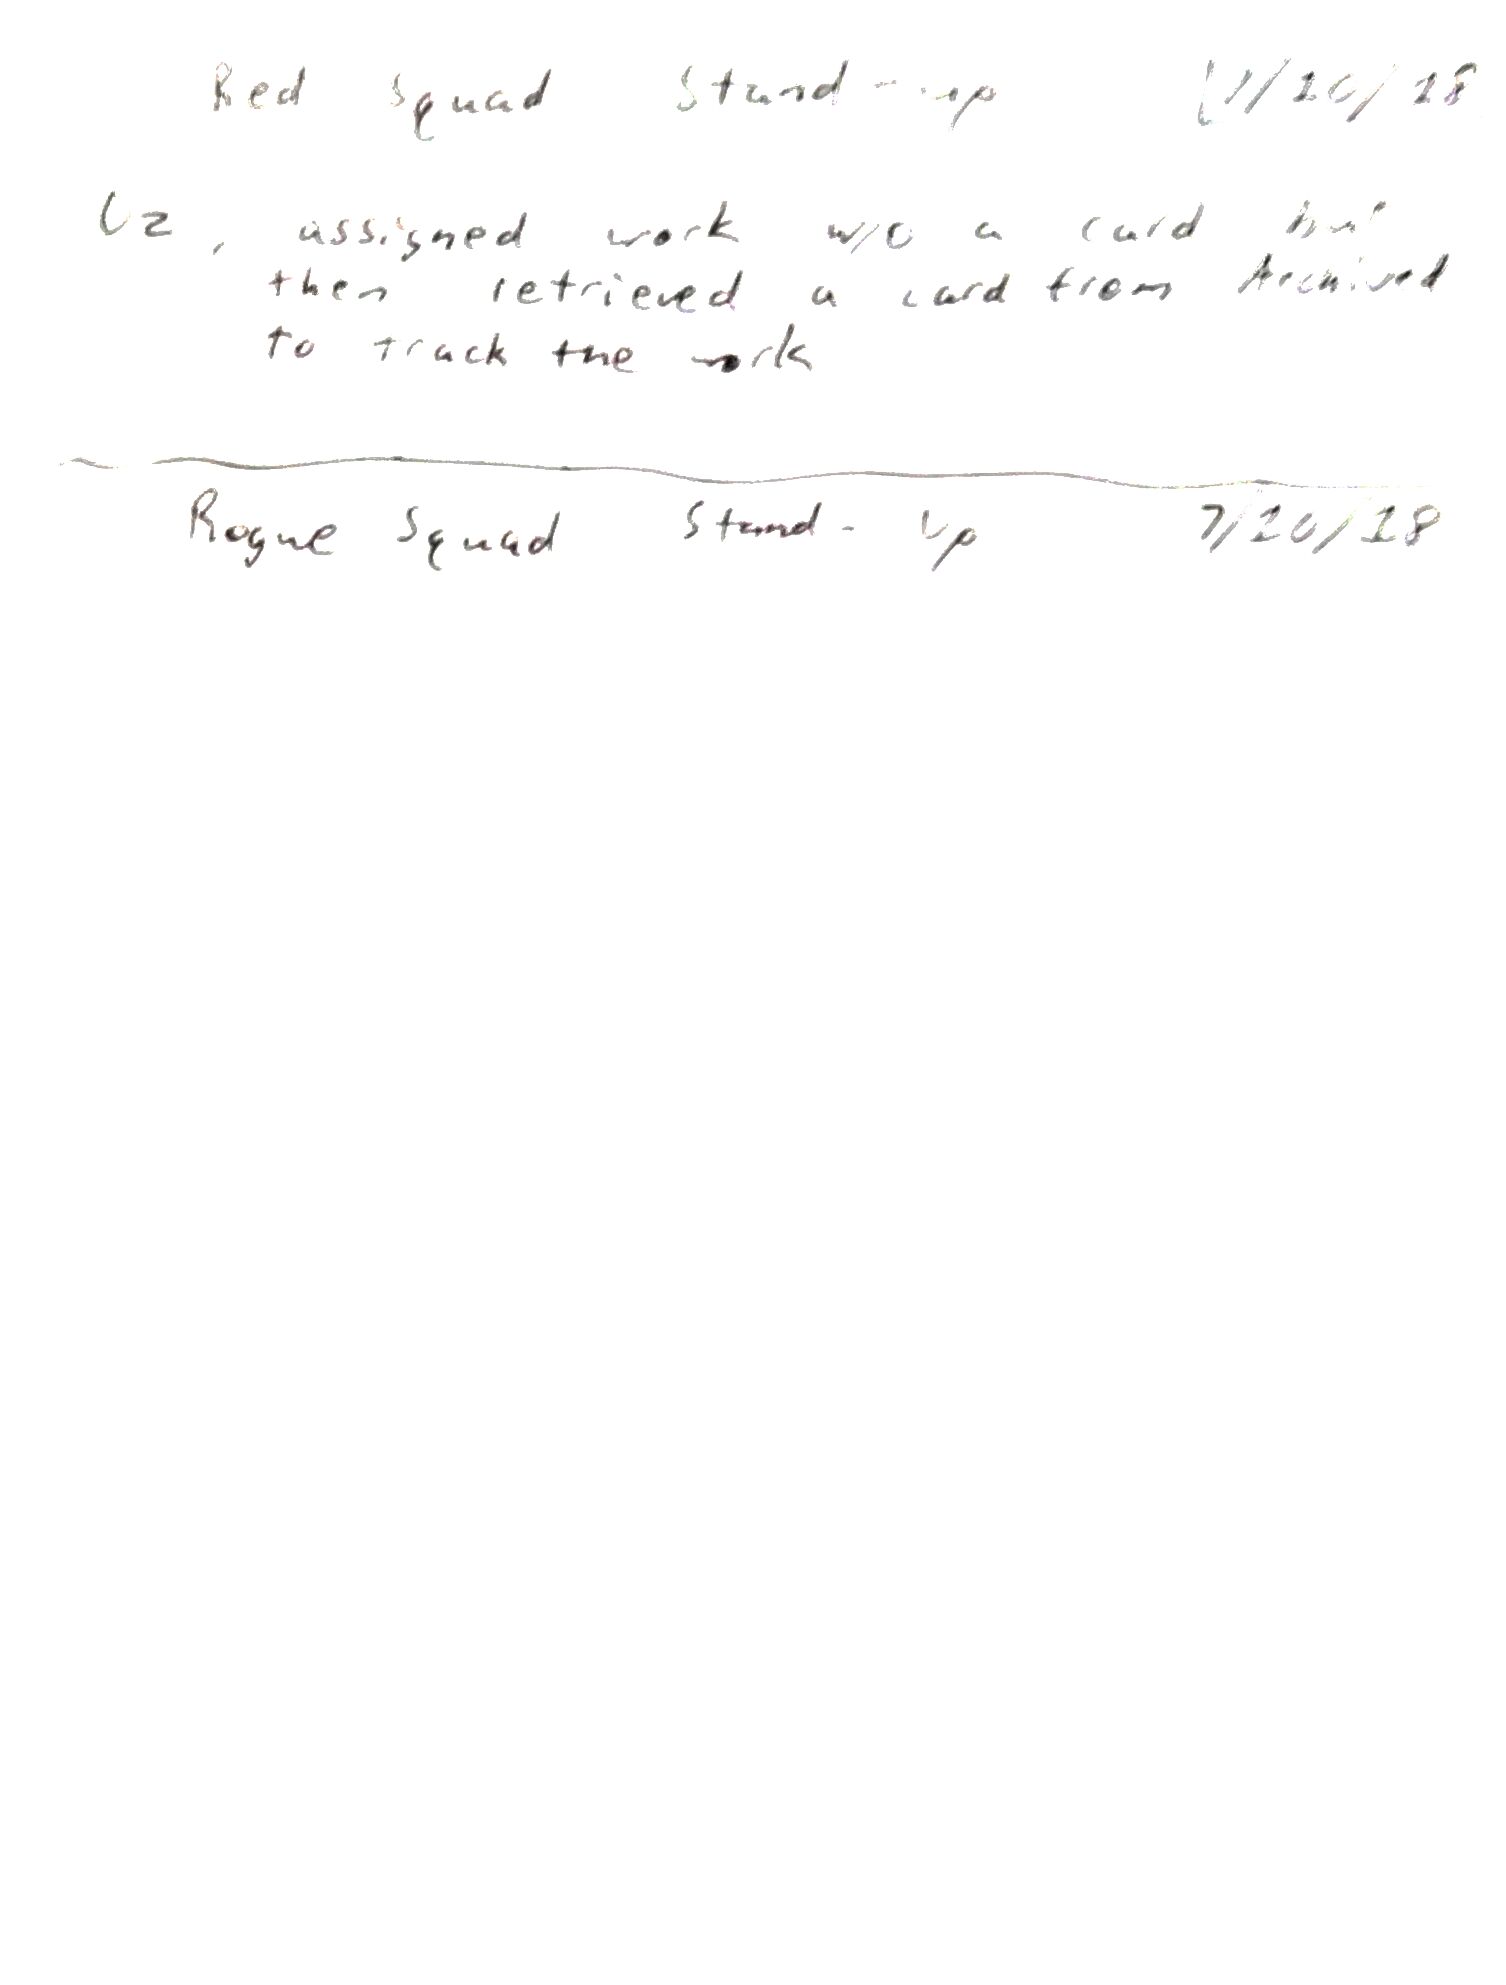 Red Squad Stand-up 7/20/18
Uz, assigned work w/o a card but
then retrieved a card from Archived
to track the work
Rogue Squad Stand-Up 7/20/18